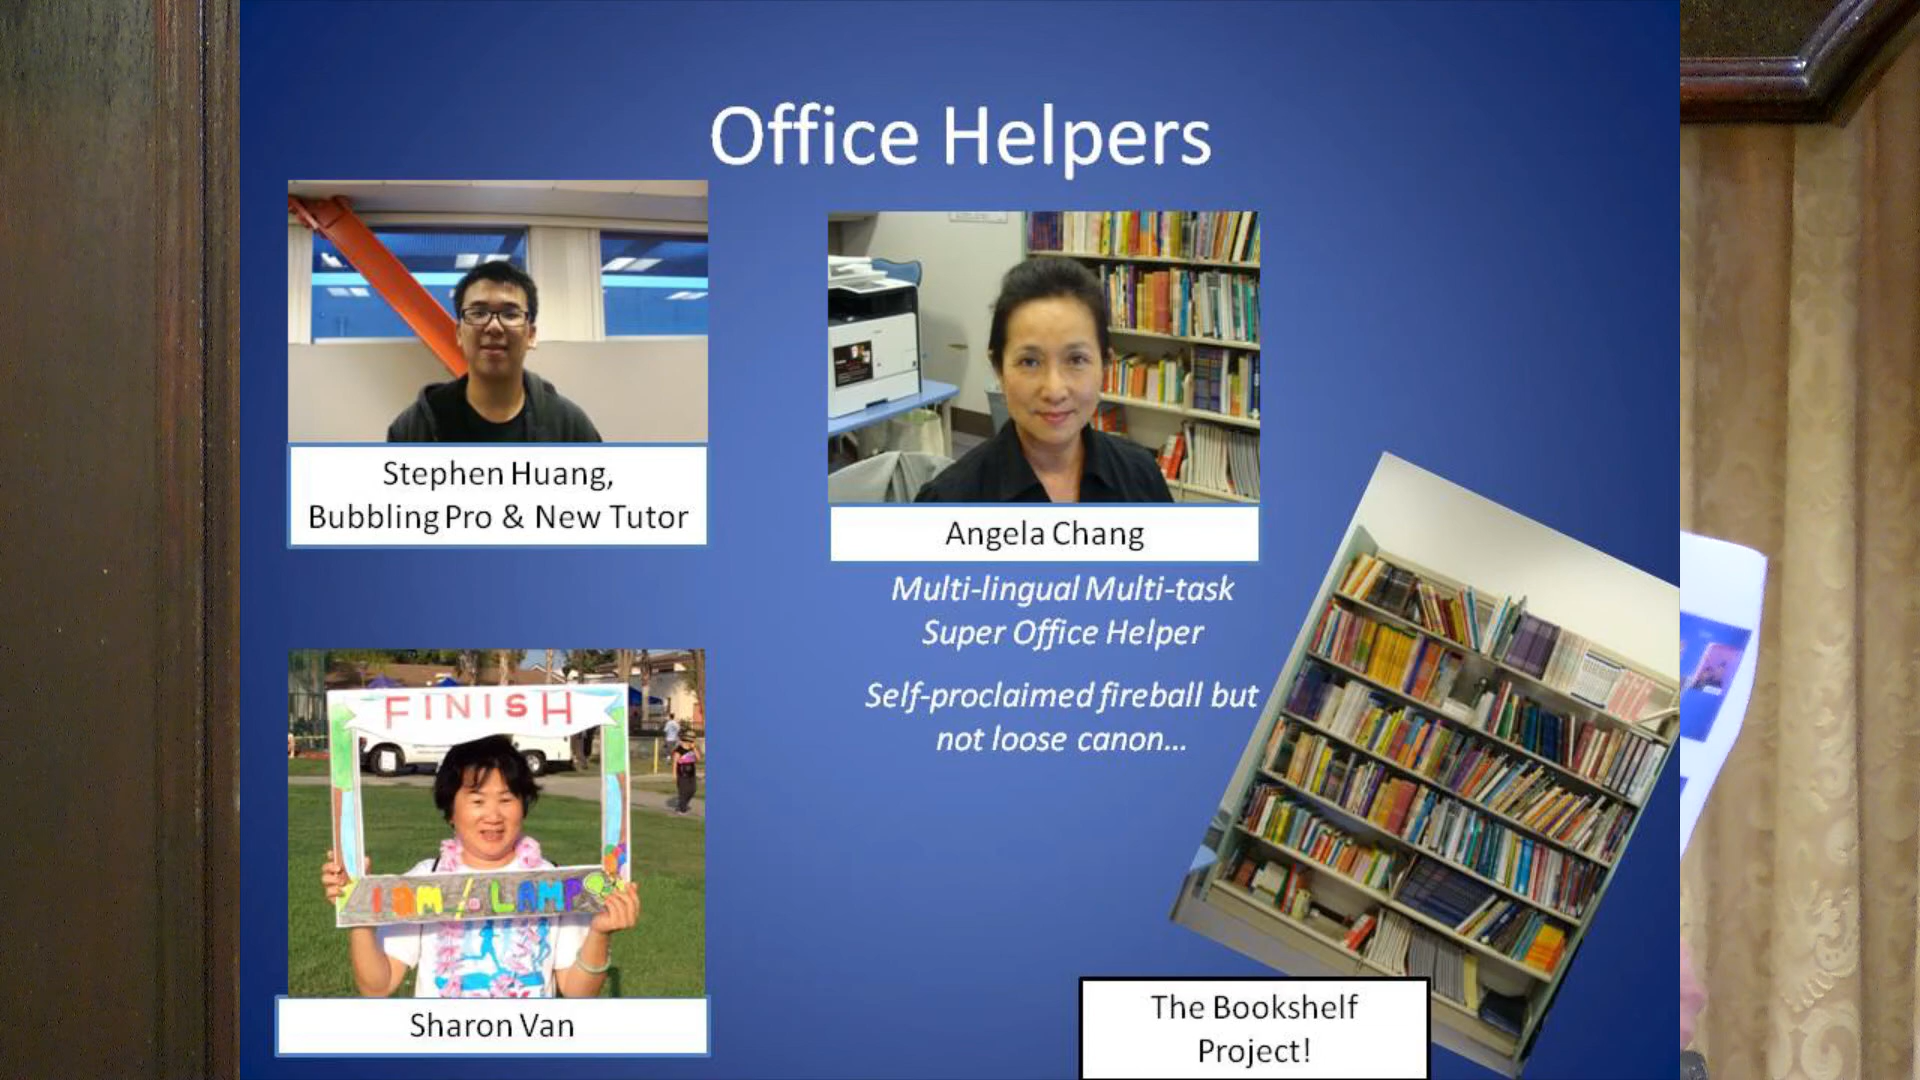 Office Helpers
Stephen Huang,
Bubbling Pro & New Tutor
Angela Chang
Multi-lingual Multi-task
Super Office Helper
Self-proclaimed fireball but
not loose canon...
FINISH
I am / LAMP
Sharon Van
The Bookshelf
Project!